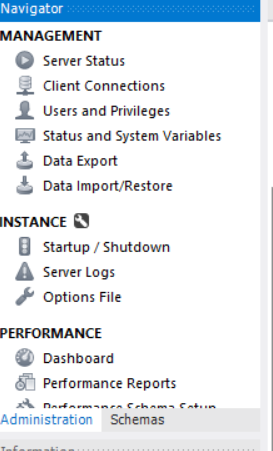 Navigator
MANAGEMENT
Server Status
Client Connections
Users and Privileges
Status and System Variables
Data Export
Data Import/Restore
INSTANCE
Startup / Shutdown
Server Logs
Options File
PERFORMANCE
Dashboard
Performance Reports
Performance Schema Setup
Administration Schemas
Information